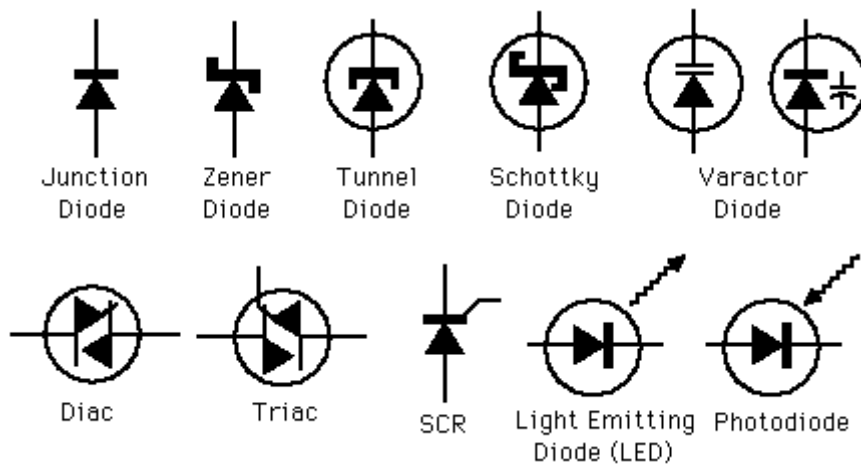 Junction
Diode
Zener
Diode
Tunnel
Diode
Schottky
Diode
Varactor
Diode
Diac
Triac
SCR
Light Emitting
Diode (LED)
Photodiode